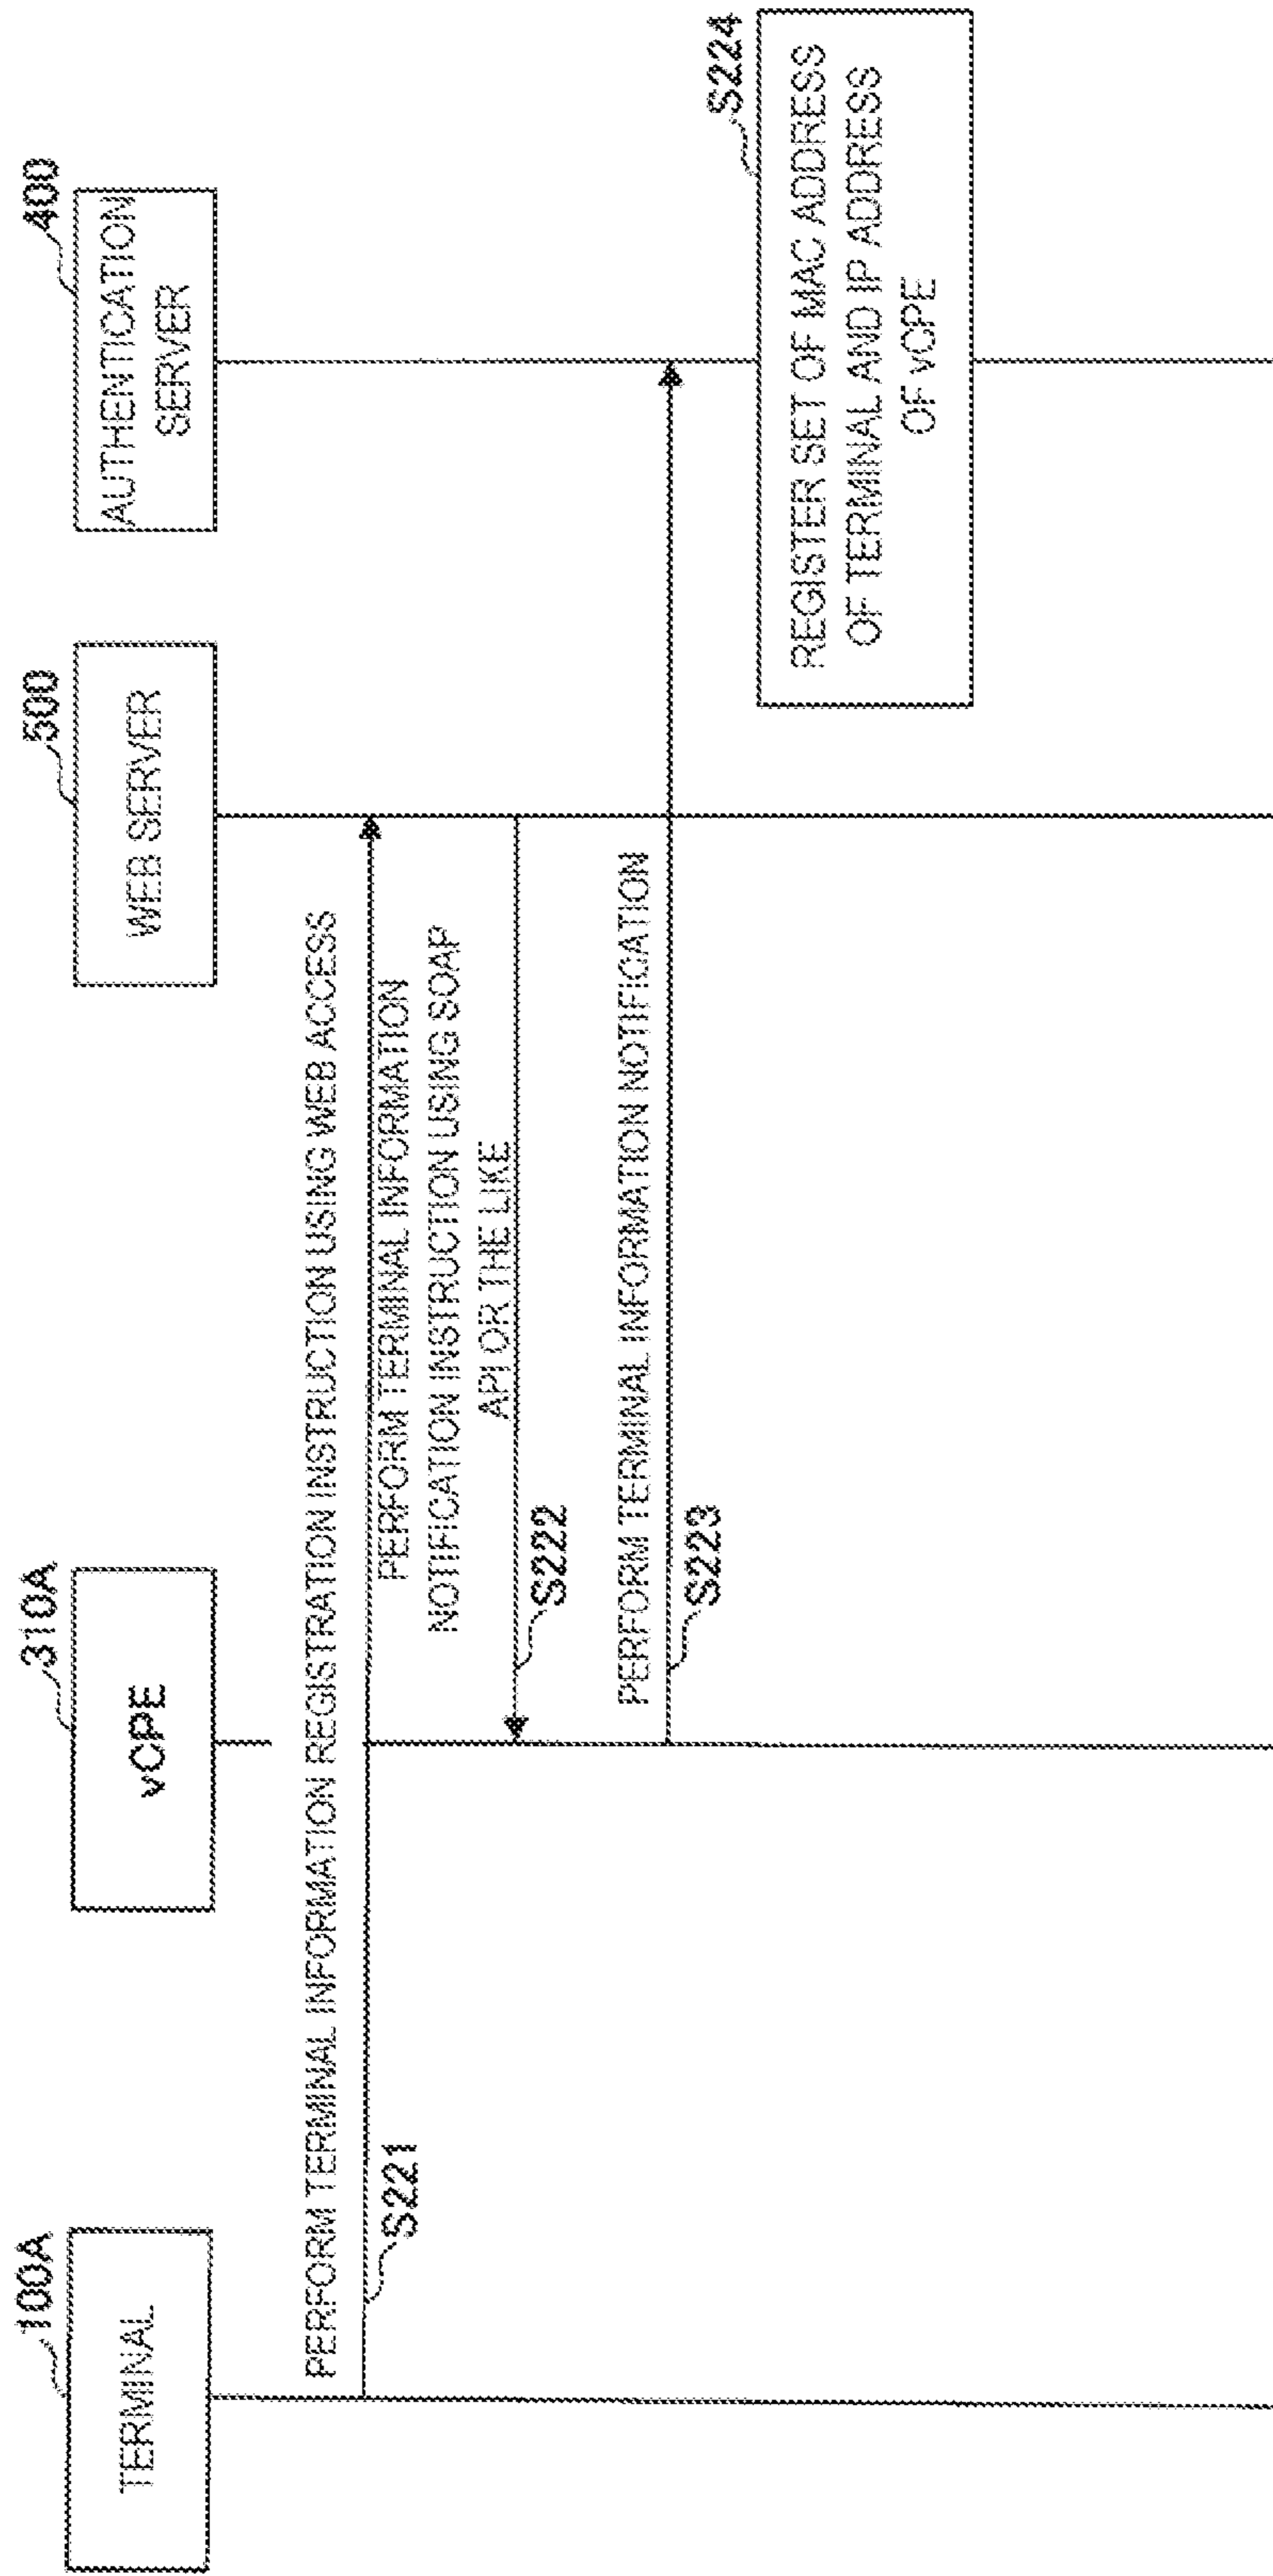 100A
TERMINAL
310A
vCPE
500
WEB SERVER
400
AUTHENTICATION
SERVER
PERFORM TERMINAL INFORMATION REGISTRATION INSTRUCTION USING WEB ACCESS
S221
PERFORM TERMINAL INFORMATION
NOTIFICATION INSTRUCTION USING SOAP
API OR THE LIKE
S222
PERFORM TERMINAL INFORMATION NOTIFICATION
S223
S224
REGISTER SET OF MAC ADDRESS
OF TERMINAL AND IP ADDRESS
OF vCPE